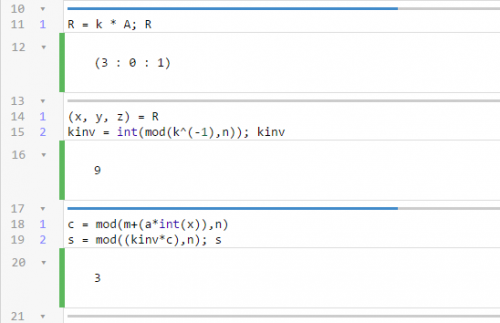 10
11 1 R = k * A; R
12
(3 : 0 : 1)
13
14 1 (x, y, z) = R
15 2 kinv = int(mod(k^(-1),n)); kinv
16
9
17
18 1 c = mod(m+(a*int(x)),n)
19 2 s = mod((kinv*c),n); s
20
3
21